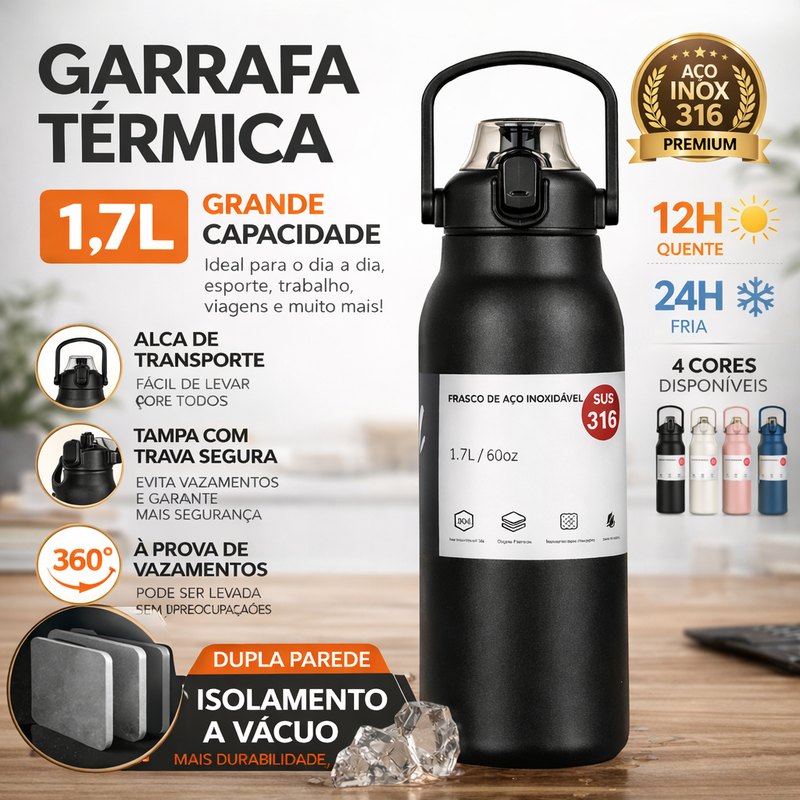 GARRAFA
TÉRMICA
1,7L
GRANDE
CAPACIDADE
Ideal para o dia a dia,
esporte, trabalho,
viagens e muito mais!
ALCA DE
TRANSPORTE
FÁCIL DE LEVAR
ÇORE TODOS
TAMPA COM
TRAVA SEGURA
EVITA VAZAMENTOS
E GARANTE
MAIS SEGURANÇA
360°
À PROVA DE
VAZAMENTOS
PODE SER LEVADA
SEM
DUPLA PAREDE
ISOLAMENTO
A VÁCUO
MAIS DURABILIDADE,
AÇO
INOX
316
PREMIUM
12H
QUENTE
24H
FRIA
4 CORES
DISPONÍVEIS
FRASCO DE AÇO INOXIDÁVEL
SUS
316
1.7L / 60oz